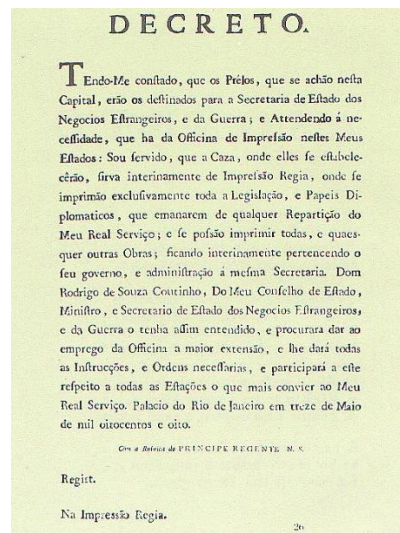 DECRETO.
TEndo-Me conſtado, que os Prélos, que se achão neſta
Capital, erão os deſtinados para a Secretaria de Eſtado dos
Negocios Eſtrangeiros, e da Guerra; e Attendendo á ne-
ceſſidade, que ha da Officina de Impreſsão neſtes Meus
Eſtados: Sou ſervido, que a Caza, onde elles ſe eſtabele-
cêrão, ſirva interinamente de Impreſsão Regia, onde ſe
imprimão excluſivamente toda a Legislação, e Papeis Di-
plomaticos, que emanarem de qualquer Repartição do
Meu Real Serviço; e ſe poſsão imprimir todas, e quaes-
quer outras Obras; ficando interinamente pertencendo o
ſeu governo, e adminiſtração á meſma Secretaria. Dom
Rodrigo de Souza Coutinho, Do Meu Conſelho de Eſtado,
Miniſtro, e Secretario de Eſtado dos Negocios Eſtrangeiros,
e da Guerra o tenha aſſim entendido, e procurara dar ao
emprego da Officina a maior extensão, e lhe dará todas
as Inſtrucções, e Ordens neceſſarias, e participará a eſte
reſpeito a todas as Eſtações o que mais convier ao Meu
Real Serviço. Palacio do Rio de Janeiro em treze de Maio
de mil oitocentos e oito.
Com a Rubrica do PRINCIPE REGENTE N. S.
Regiſt.
Na Impressão Regia.
26